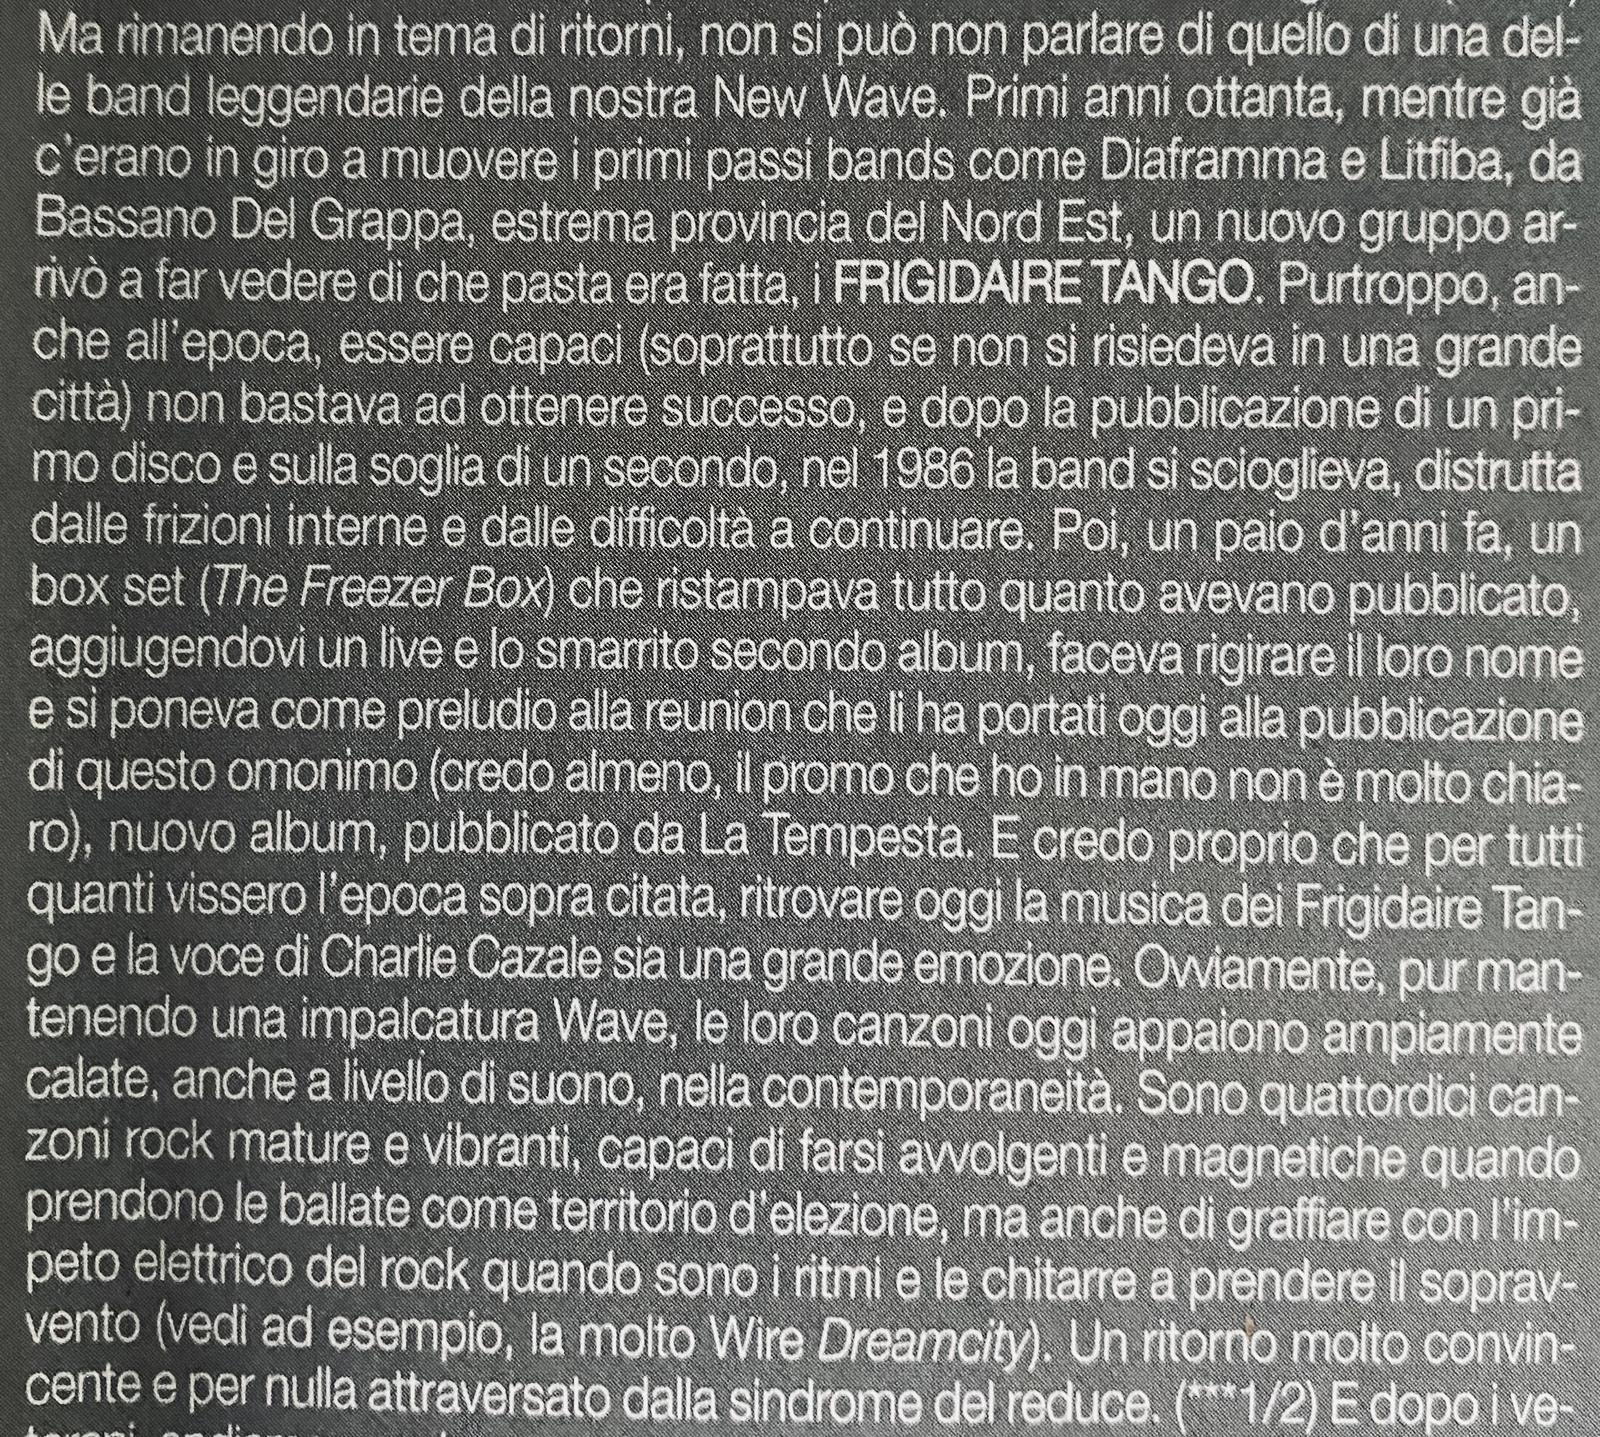 Ma rimanendo in tema di ritorni, non si può non parlare di quello di una del-
le band leggendarie della nostra New Wave. Primi anni ottanta, mentre già
c'erano in giro a muovere i primi passi bands come Diaframma e Litfiba, da
Bassano Del Grappa, estrema provincia del Nord Est, un nuovo gruppo ar-
rivò a far vedere di che pasta era fatta, i FRIGIDAIRE TANGO. Purtroppo, an-
che all'epoca, essere capaci (soprattutto se non si risiedeva in una grande
città) non bastava ad ottenere successo, e dopo la pubblicazione di un pri-
mo disco e sulla soglia di un secondo, nel 1986 la band si scioglieva, distrutta
dalle frizioni interne e dalle difficoltà a continuare. Poi, un paio d'anni fa, un
box set (The Freezer Box) che ristampava tutto quanto avevano pubblicato,
aggiugendovi un live e lo smarrito secondo album, faceva rigirare il loro nome
e si poneva come preludio alla reunion che li ha portati oggi alla pubblicazione
di questo omonimo (credo almeno, il promo che ho in mano non è molto chia-
ro), nuovo album, pubblicato da La Tempesta. E credo proprio che per tutti
quanti vissero l'epoca sopra citata, ritrovare oggi la musica dei Frigidaire Tan-
go e la voce di Charlie Cazale sia una grande emozione. Ovviamente, pur man-
tenendo una impalcatura Wave, le loro canzoni oggi appaiono ampiamente
calate, anche a livello di suono, nella contemporaneità. Sono quattordici can-
zoni rock mature e vibranti, capaci di farsi avvolgenti e magnetiche quando
prendono le ballate come territorio d'elezione, ma anche di graffiare con l'im-
peto elettrico del rock quando sono i ritmi e le chitarre a prendere il soprav-
vento (vedi ad esempio, la molto Wire Dreamcity). Un ritorno molto convin-
cente e per nulla attraversato dalla sindrome del reduce. (***1/2) E dopo i ve-